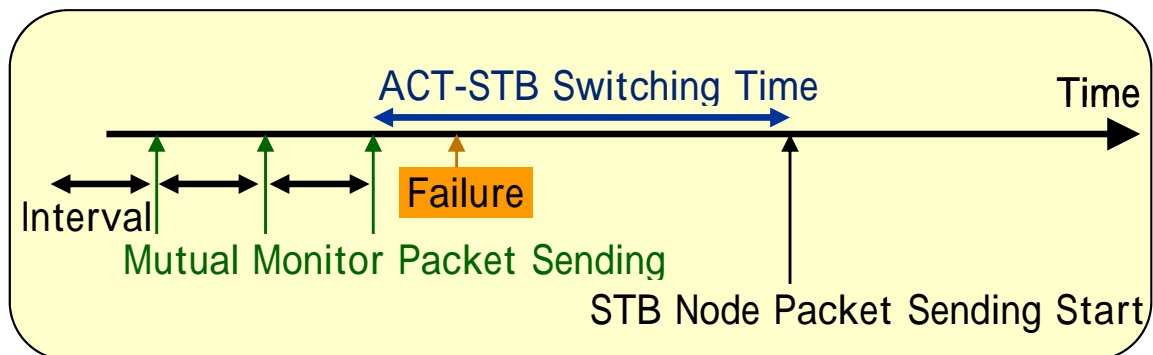 ACT-STB Switching Time
Time
Failure
Interval
Mutual Monitor Packet Sending
STB Node Packet Sending Start